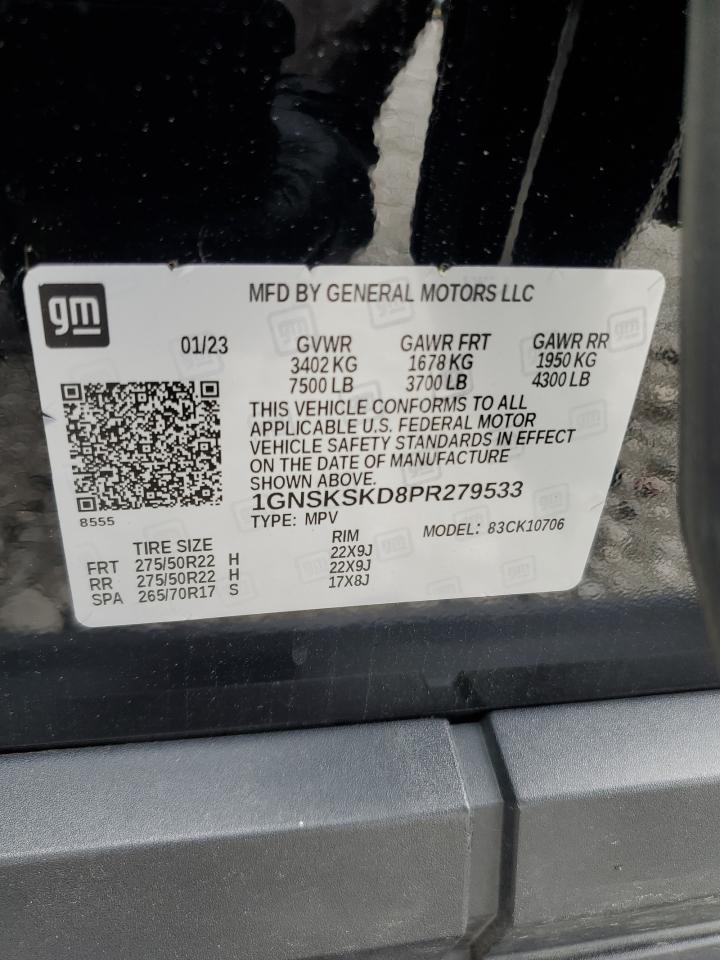 gm
MFD BY GENERAL MOTORS LLC
01/23 GVWR GAWR FRT GAWR RR
3402 KG 1678 KG 1950 KG
7500 LB 3700 LB 4300 LB
THIS VEHICLE CONFORMS TO ALL
APPLICABLE U.S. FEDERAL MOTOR
VEHICLE SAFETY STANDARDS IN EFFECT
ON THE DATE OF MANUFACTURE
SHOWN ABOVE.
1GNSKSKD8PR279533
8555
TYPE: MPV MODEL: 83CK10706
TIRE SIZE RIM
FRT 275/50R22 H 22X9J
RR 275/50R22 H 22X9J
SPA 265/70R17 S 17X8J